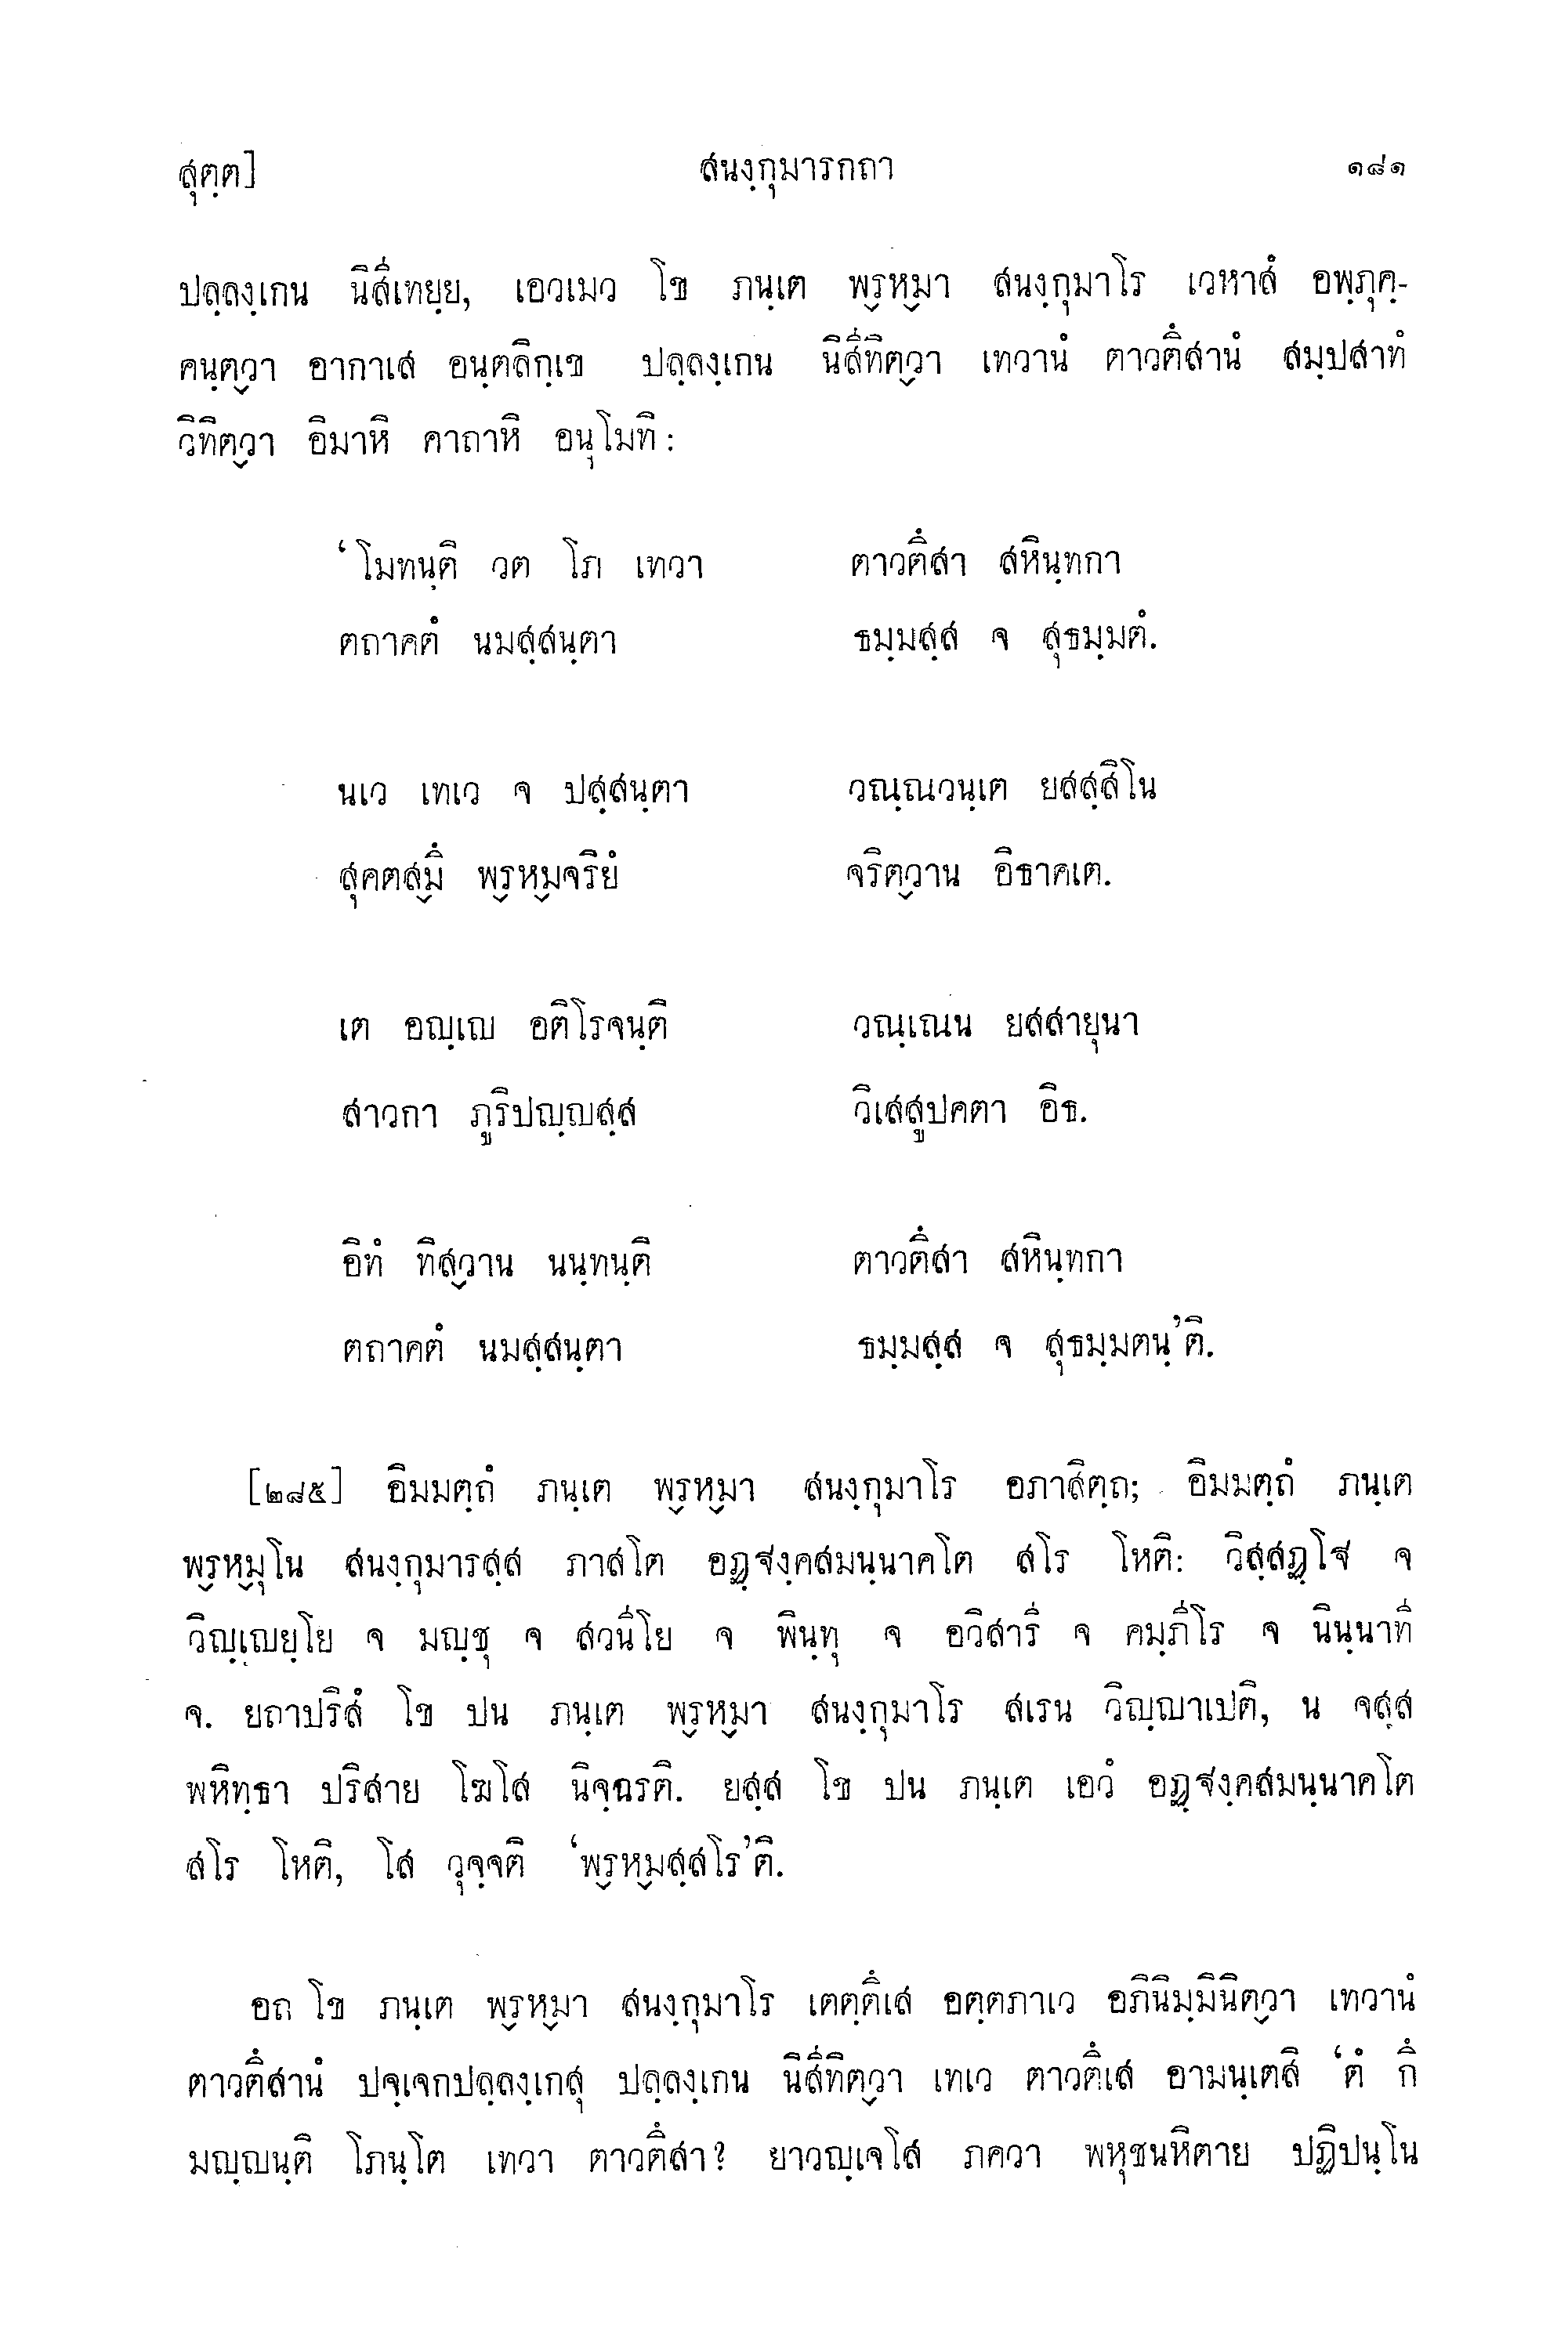 สุตฺต] สนงฺกุมารกถา ๑๘๑
ปลฺลงฺเกน นิสีเทยฺย, เอวเมว โข ภนฺเต พฺรหฺมา สนงฺกุมาโร เวหาสํ อพฺภุคฺ-
คนฺตฺวา อากาเส อนฺตลิกฺเข ปลฺลงฺเกน นิสีทิตฺวา เทวานํ ตาวตึสานํ สมฺปสาทํ
วิทิตฺวา อิมาหิ คาถาหิ อนุโมทิ:
‘โมทนฺติ วต โภ เทวา ตาวตึสา สหินฺทกา
ตถาคตํ นมสฺสนฺตา ธมฺมสฺส จ สุธมฺมตํ.
นเว เทเว จ ปสฺสนฺตา วณฺณวนฺเต ยสสฺสิโน
สุคตสฺมึ พฺรหฺมจริยํ จริตฺวาน อิธาคเต.
เต อญฺเญ อติโรจนฺติ วณฺเณน ยสสายุนา
สาวกา ภูริปญฺญสฺส วิเสสูปคตา อิธ.
อิทํ ทิสฺวาน นนฺทนฺติ ตาวตึสา สหินฺทกา
ตถาคตํ นมสฺสนฺตา ธมฺมสฺส จ สุธมฺมตนฺ’ติ.
[๒๘๕] อิมมตฺถํ ภนฺเต พฺรหฺมา สนงฺกุมาโร อภาสิตฺถ; อิมมตฺถํ ภนฺเต
พฺรหฺมุโน สนงฺกุมารสฺส ภาสโต อฏฺฐงฺคสมนฺนาคโต สโร โหติ: วิสฺสฏฺโฐ จ
วิญฺเญยฺโย จ มญฺชุ จ สวนีโย จ พินฺทุ จ อวิสารี จ คมฺภีโร จ นินฺนาที
จ. ยถาปริสํ โข ปน ภนฺเต พฺรหฺมา สนงฺกุมาโร สเรน วิญฺญาเปติ, น จสฺส
พหิทฺธา ปริสาย โฆโส นิจฺฉรติ. ยสฺส โข ปน ภนฺเต เอวํ อฏฺฐงฺคสมนฺนาคโต
สโร โหติ, โส วุจฺจติ ‘พฺรหฺมสฺสโร’ติ.
อถ โข ภนฺเต พฺรหฺมา สนงฺกุมาโร เตตฺตึเส อตฺตภาเว อภินิมฺมินิตฺวา เทวานํ
ตาวตึสานํ ปจฺเจกปลฺลงฺเกสุ ปลฺลงฺเกน นิสีทิตฺวา เทเว ตาวตึเส อามนฺเตสิ ‘ตํ กึ
มญฺญนฺติ โภนฺโต เทวา ตาวตึสา? ยาวญฺเจโส ภควา พหุชนหิตาย ปฏิปนฺโน